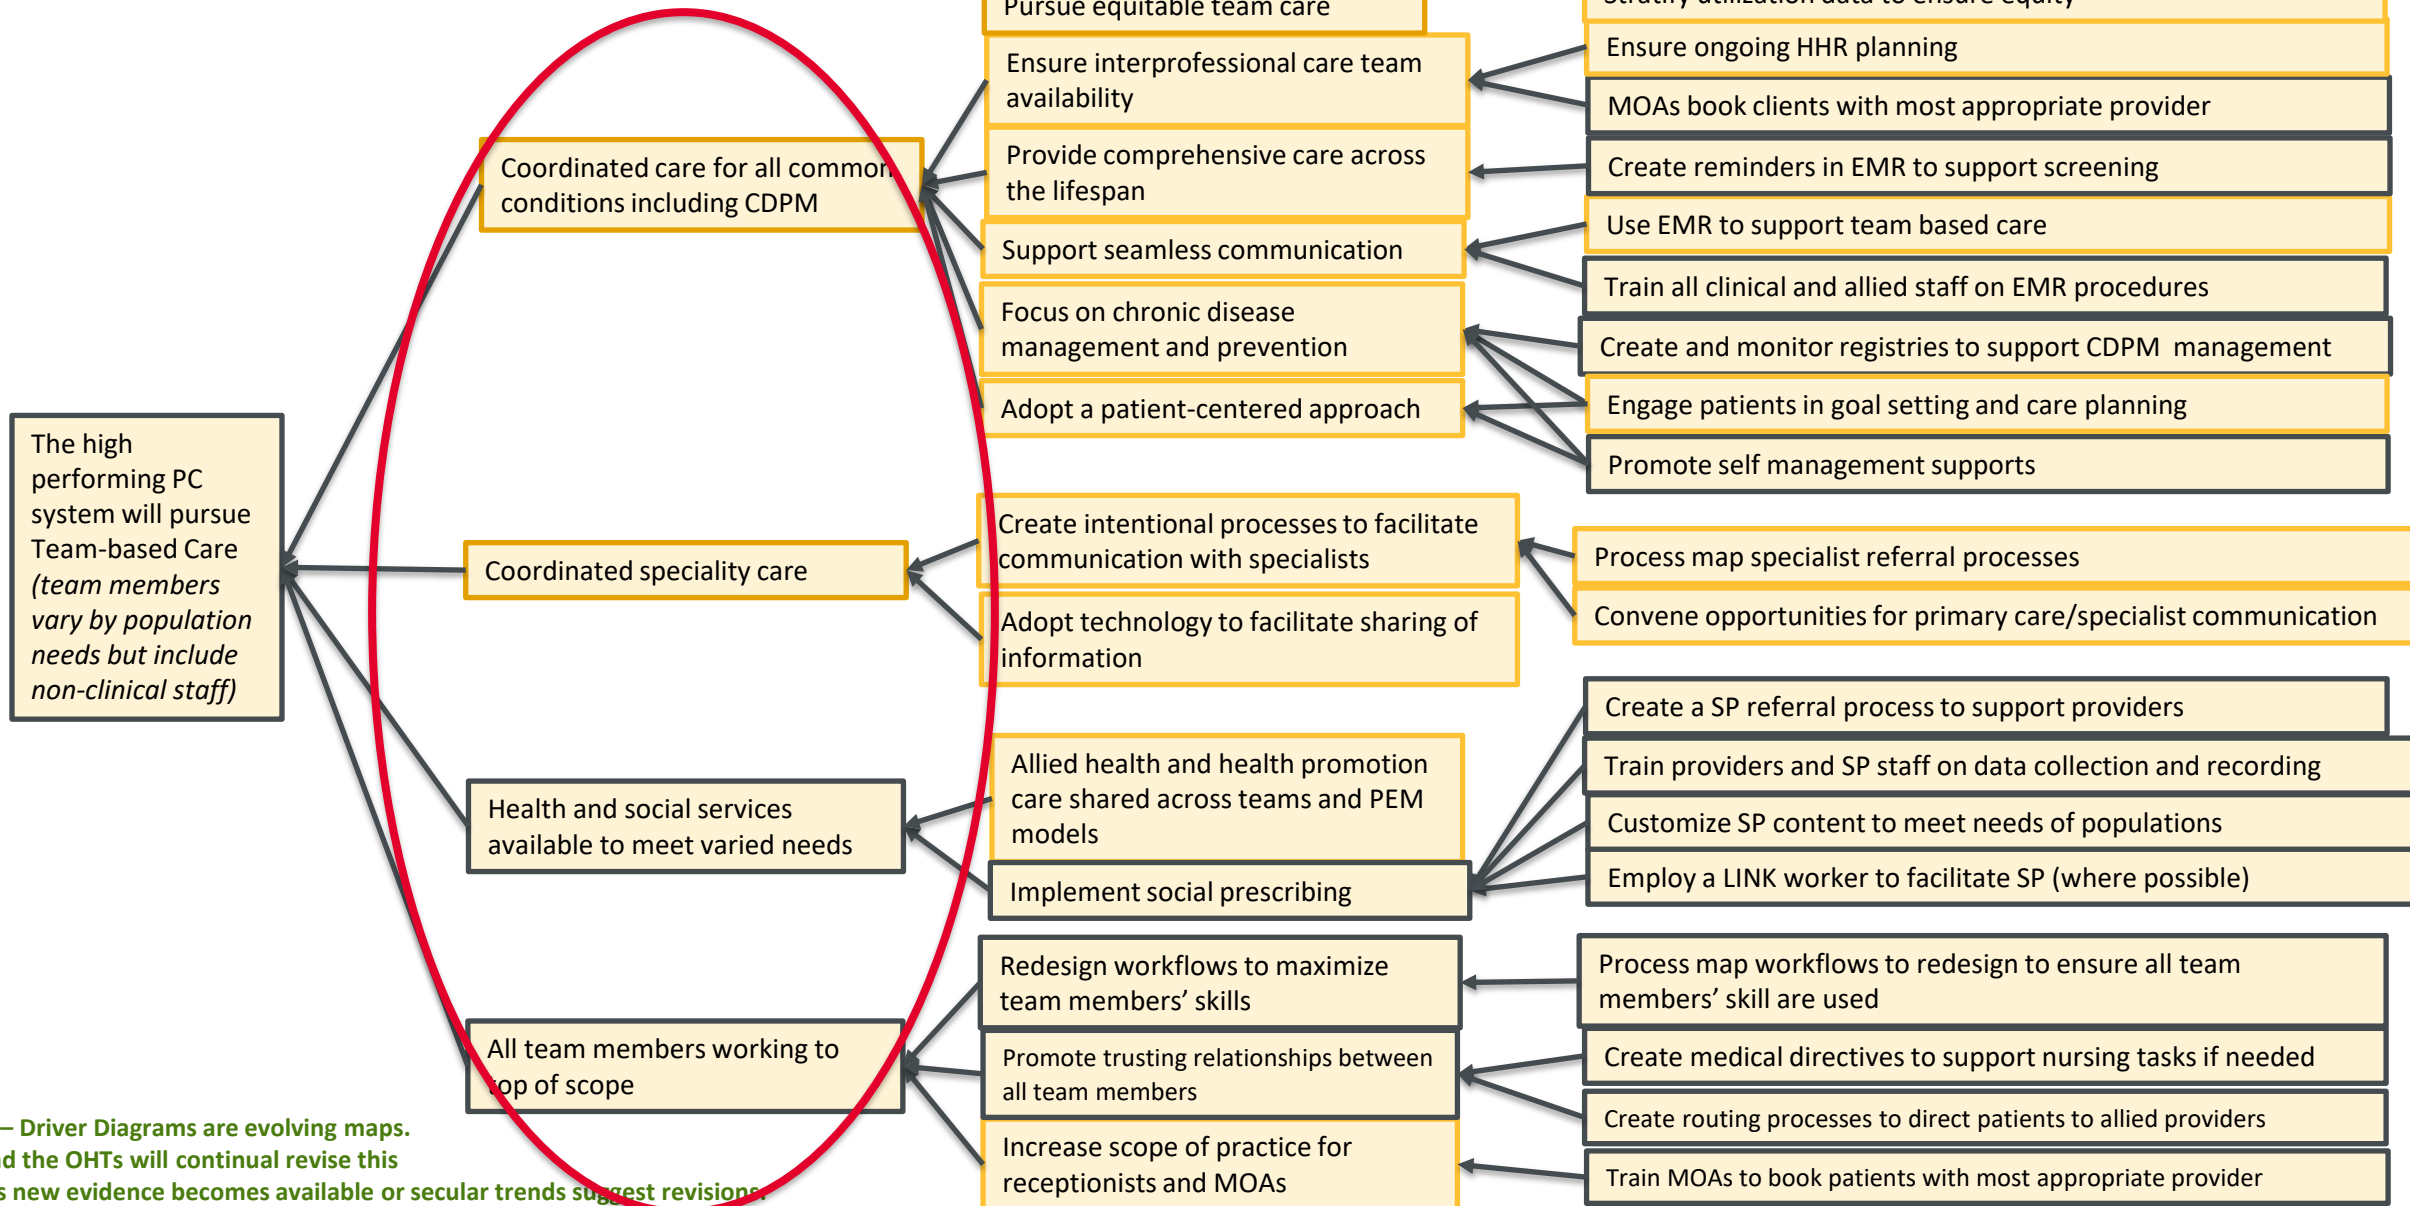 The high
performing PC
system will pursue
Team-based Care
(team members
vary by population
needs but include
non-clinical staff)
Coordinated care for all common
conditions including CDPM
Coordinated speciality care
Health and social services
available to meet varied needs
All team members working to
top of scope
Pursue equitable team care
Ensure interprofessional care team
availability
Provide comprehensive care across
the lifespan
Support seamless communication
Focus on chronic disease
management and prevention
Adopt a patient-centered approach
Create intentional processes to facilitate
communication with specialists
Adopt technology to facilitate sharing of
information
Allied health and health promotion
care shared across teams and PEM
models
Implement social prescribing
Redesign workflows to maximize
team members’ skills
Promote trusting relationships between
all team members
Increase scope of practice for
receptionists and MOAs
Stratify utilization data to ensure equity
Ensure ongoing HHR planning
MOAs book clients with most appropriate provider
Create reminders in EMR to support screening
Use EMR to support team based care
Train all clinical and allied staff on EMR procedures
Create and monitor registries to support CDPM management
Engage patients in goal setting and care planning
Promote self management supports
Process map specialist referral processes
Convene opportunities for primary care/specialist communication
Create a SP referral process to support providers
Train providers and SP staff on data collection and recording
Customize SP content to meet needs of populations
Employ a LINK worker to facilitate SP (where possible)
Process map workflows to redesign to ensure all team
members’ skill are used
Create medical directives to support nursing tasks if needed
Create routing processes to direct patients to allied providers
Train MOAs to book patients with most appropriate provider
– Driver Diagrams are evolving maps.
the OHTs will continual revise this
new evidence becomes available or secular trends suggest revisions.